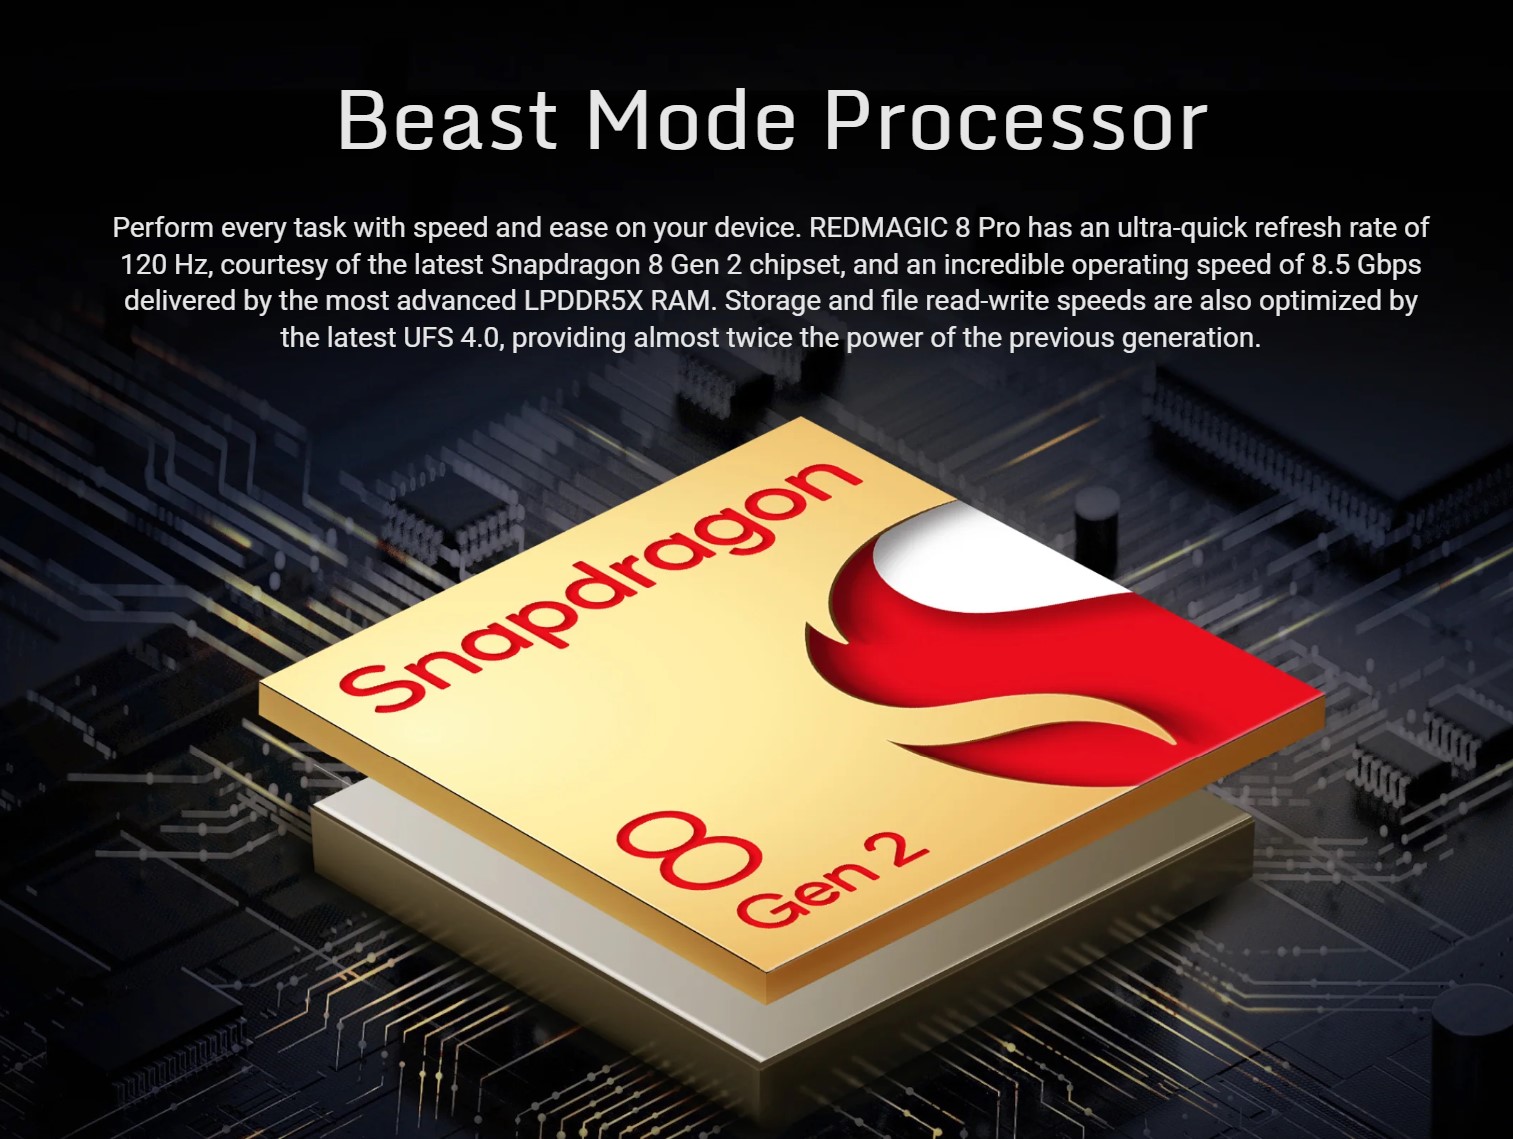 Beast Mode Processor
Perform every task with speed and ease on your device. REDMAGIC 8 Pro has an ultra-quick refresh rate of
120 Hz, courtesy of the latest Snapdragon 8 Gen 2 chipset, and an incredible operating speed of 8.5 Gbps
delivered by the most advanced LPDDR5X RAM. Storage and file read-write speeds are also optimized by
the latest UFS 4.0, providing almost twice the power of the previous generation.
Snapdragon
8
Gen 2